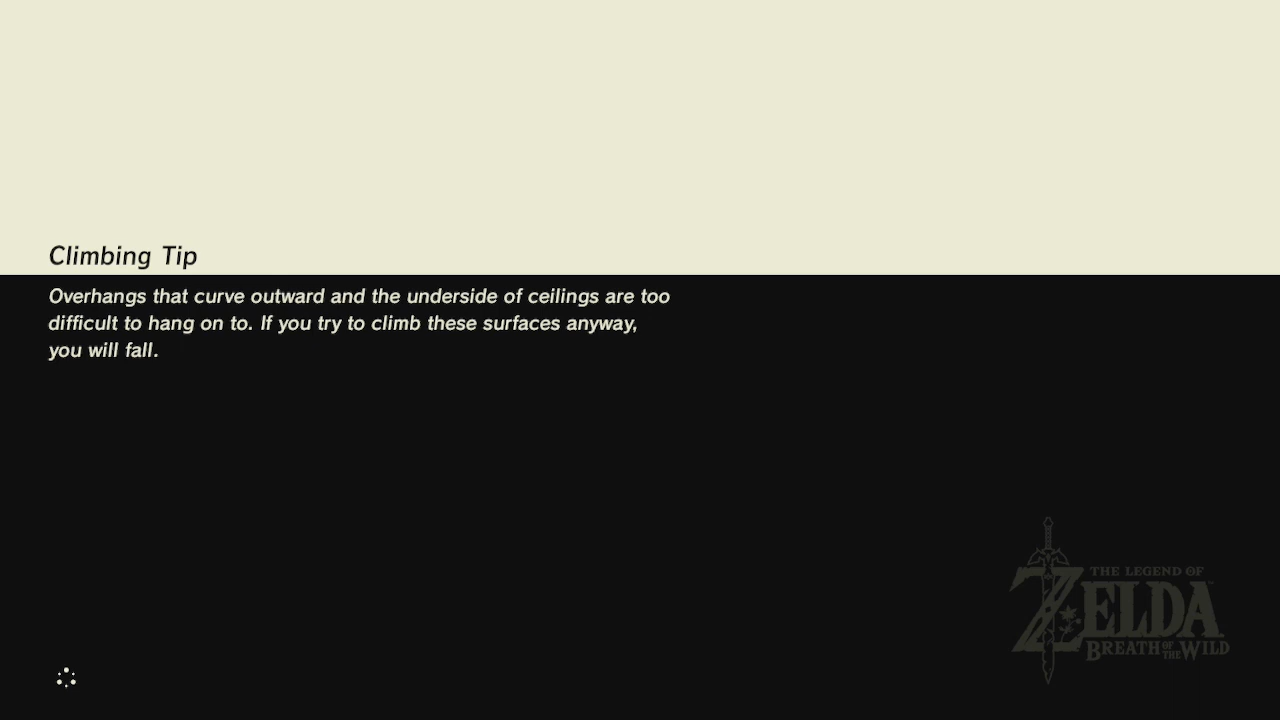 Climbing Tip
Overhangs that curve outward and the underside of ceilings are too
difficult to hang on to. If you try to climb these surfaces anyway,
you will fall.
THE LEGEND OF
ZELDA
BREATH OF THE WILD